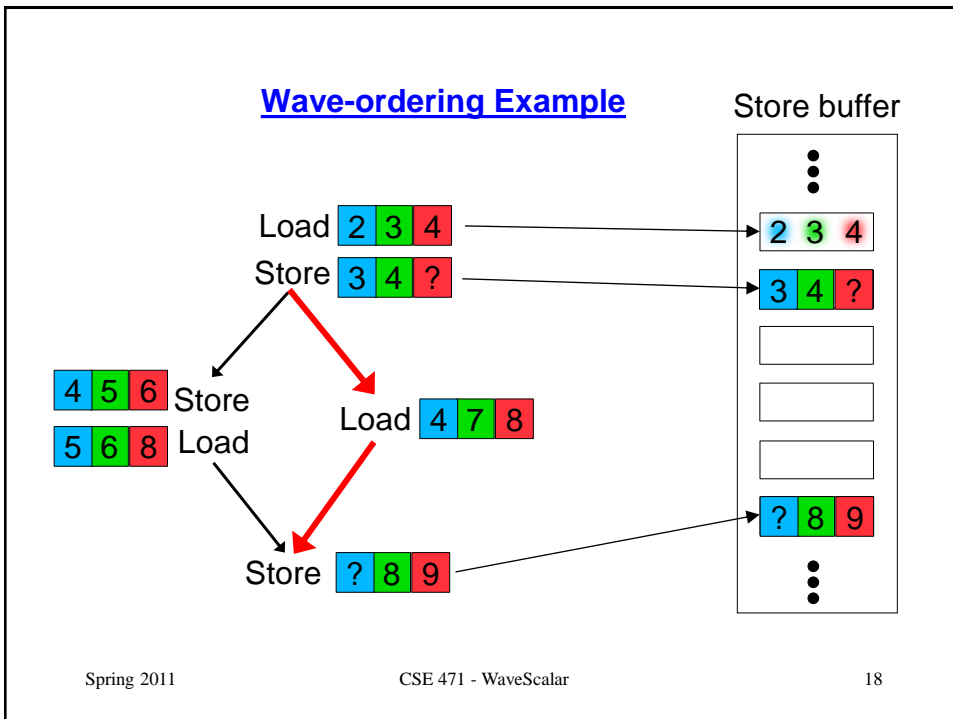 Wave-ordering Example
Store buffer
Load 2 3 4
2 3 4
Store 3 4 ?
3 4 ?
4 5 6 Store
Load 4 7 8
5 6 8 Load
? 8 9
Store ? 8 9
Spring 2011
CSE 471 - WaveScalar
18